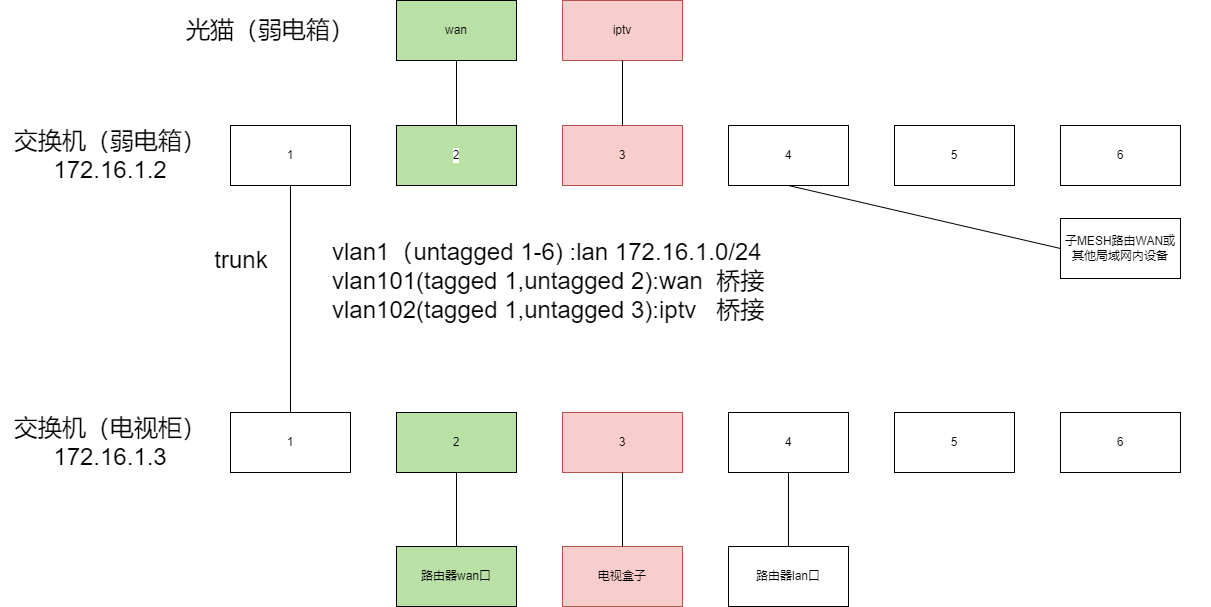 光猫（弱电箱）
wan
iptv
交换机（弱电箱）
172.16.1.2
1
2
3
4
5
6
子MESH路由WAN或
其他局域网内设备
trunk
vlan1（untagged 1-6）:lan 172.16.1.0/24
vlan101(tagged 1,untagged 2):wan  桥接
vlan102(tagged 1,untagged 3):iptv   桥接
交换机（电视柜）
172.16.1.3
1
2
3
4
5
6
路由器wan口
电视盒子
路由器lan口